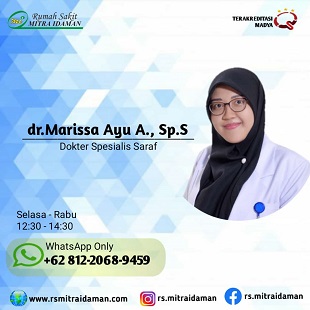 Rumah Sakit
MITRA IDAMAN
TERAKREDITASI
MADYA
dr.Marissa Ayu A., Sp.S
Dokter Spesialis Saraf
Selasa - Rabu
12:30 - 14:30
WhatsApp Only
+62 812-2068-9459
www.rsmitraidaman.com
rs.mitraidaman
rs.mitraidaman